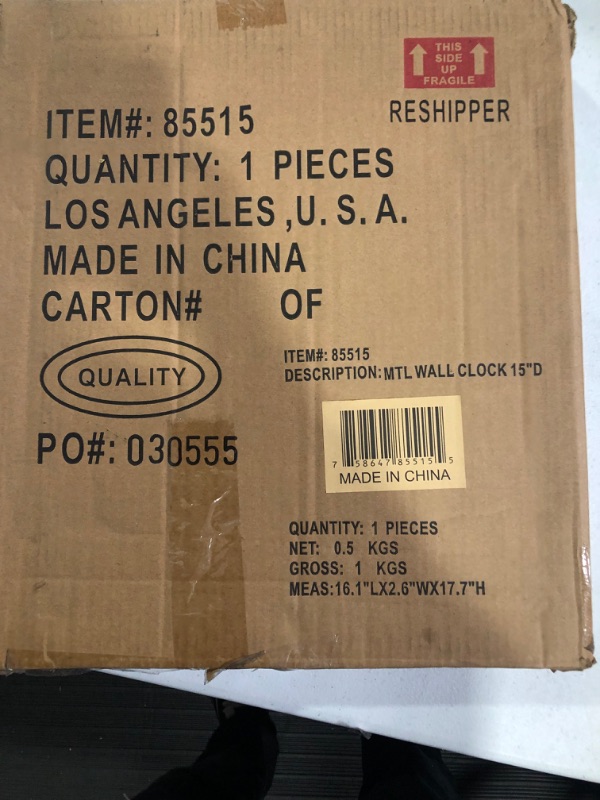 THIS
SIDE
UP
FRAGILE
RESHIPPER
ITEM#: 85515
QUANTITY: 1 PIECES
LOS ANGELES ,U. S. A.
MADE IN CHINA
CARTON# OF
QUALITY
PO#: 030555
ITEM#: 85515
DESCRIPTION: MTL WALL CLOCK 15"D
7 58647 85515 5
MADE IN CHINA
QUANTITY: 1 PIECES
NET: 0.5 KGS
GROSS: 1 KGS
MEAS:16.1"LX2.6"WX17.7"H